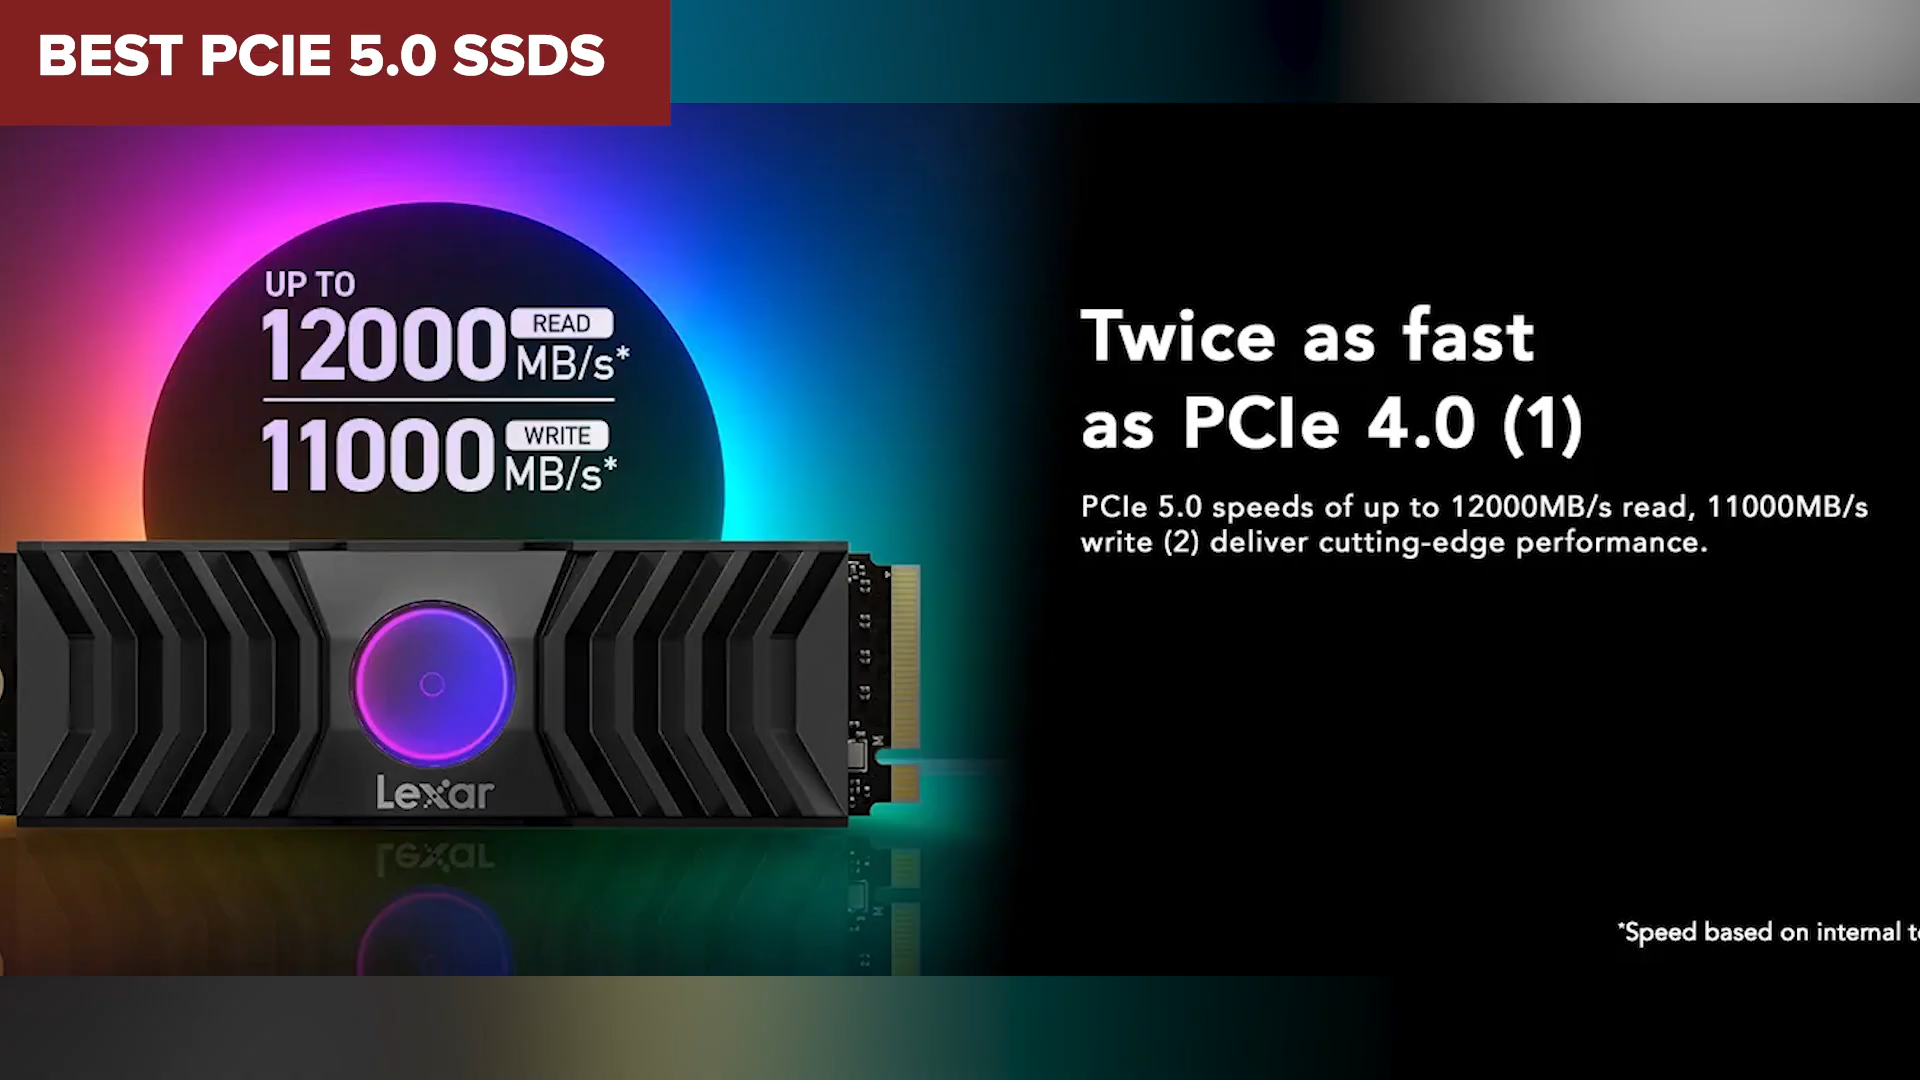 BEST PCIE 5.0 SSDS
UP TO
12000 READ MB/s*
11000 WRITE MB/s*
Lexar
Twice as fast
as PCIe 4.0 (1)
PCIe 5.0 speeds of up to 12000MB/s read, 11000MB/s
write (2) deliver cutting-edge performance.
*Speed based on internal